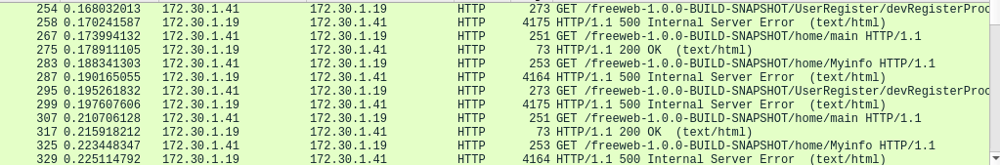 254 0.168032013 172.30.1.41 172.30.1.19 HTTP 273 GET /freeweb-1.0.0-BUILD-SNAPSHOT/UserRegister/devRegisterProc
258 0.170241587 172.30.1.19 172.30.1.41 HTTP 4175 HTTP/1.1 500 Internal Server Error (text/html)
267 0.173994132 172.30.1.41 172.30.1.19 HTTP 251 GET /freeweb-1.0.0-BUILD-SNAPSHOT/home/main HTTP/1.1
275 0.178911105 172.30.1.19 172.30.1.41 HTTP 73 HTTP/1.1 200 OK (text/html)
283 0.188341303 172.30.1.41 172.30.1.19 HTTP 253 GET /freeweb-1.0.0-BUILD-SNAPSHOT/home/Myinfo HTTP/1.1
287 0.190165055 172.30.1.19 172.30.1.41 HTTP 4164 HTTP/1.1 500 Internal Server Error (text/html)
295 0.195261832 172.30.1.41 172.30.1.19 HTTP 273 GET /freeweb-1.0.0-BUILD-SNAPSHOT/UserRegister/devRegisterProc
299 0.197607606 172.30.1.19 172.30.1.41 HTTP 4175 HTTP/1.1 500 Internal Server Error (text/html)
307 0.210706128 172.30.1.41 172.30.1.19 HTTP 251 GET /freeweb-1.0.0-BUILD-SNAPSHOT/home/main HTTP/1.1
317 0.215918212 172.30.1.19 172.30.1.41 HTTP 73 HTTP/1.1 200 OK (text/html)
325 0.223448347 172.30.1.41 172.30.1.19 HTTP 253 GET /freeweb-1.0.0-BUILD-SNAPSHOT/home/Myinfo HTTP/1.1
329 0.225114792 172.30.1.19 172.30.1.41 HTTP 4164 HTTP/1.1 500 Internal Server Error (text/html)